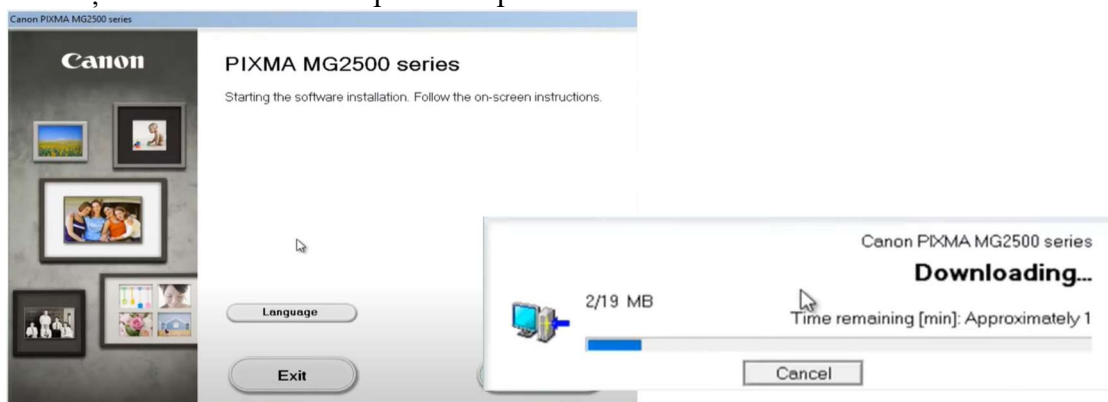 Canon PIXMA MG2500 series
Canon
PIXMA MG2500 series
Starting the software installation. Follow the on-screen instructions.
Language
Exit
Canon PIXMA MG2500 series
Downloading...
2/19 MB
Time remaining [min]: Approximately 1
Cancel